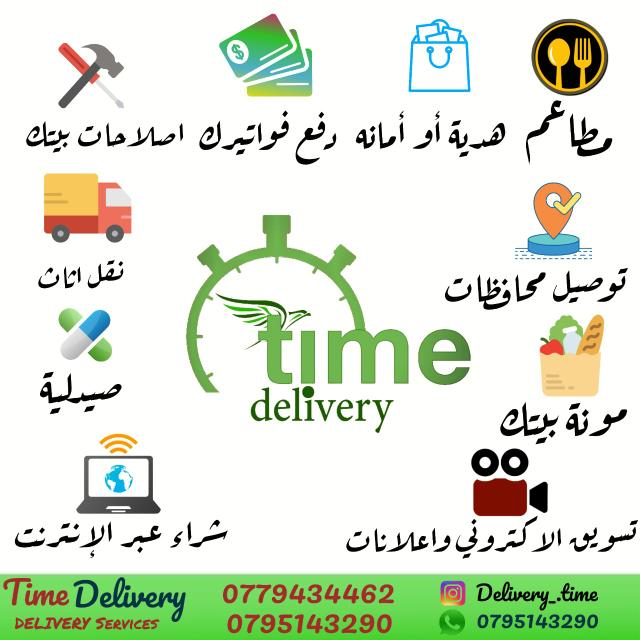 مطاعم
هدية أو أمانه
دفع فواتيرك
اصلاحات بيتك
توصيل محافظات
نقل اثاث
time
delivery
مونة بيتك
صيدلية
تسويق الاكتروني واعلانات
شراء عبر الإنترنت
Time Delivery
DELIVERY SERVICES
0779434462
0795143290
Delivery_time
0795143290